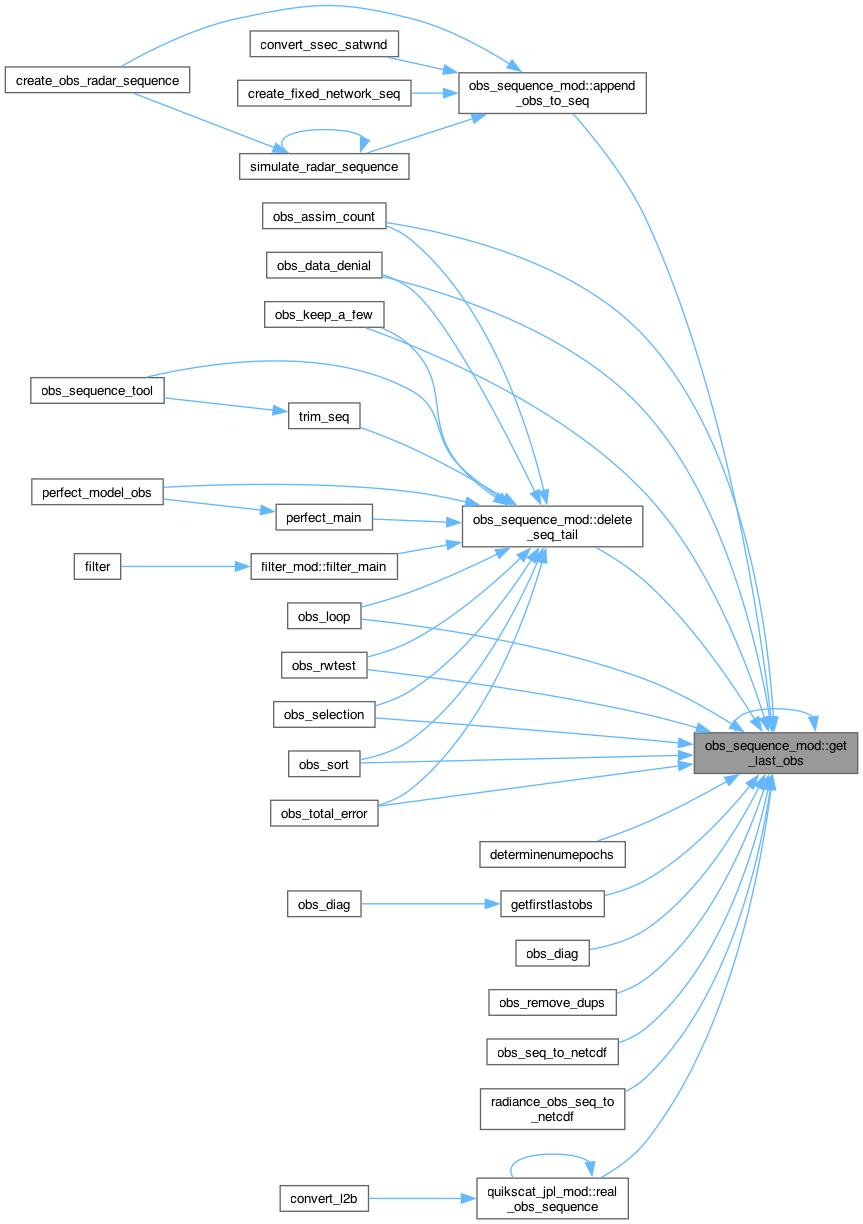 convert_ssec_satwnd
create_obs_radar_sequence
obs_sequence_mod::append
_obs_to_seq
create_fixed_network_seq
simulate_radar_sequence
obs_assim_count
obs_data_denial
obs_keep_a_few
obs_sequence_tool
trim_seq
perfect_model_obs
perfect_main
obs_sequence_mod::delete
_seq_tail
filter
filter_mod::filter_main
obs_loop
obs_rwtest
obs_selection
obs_sort
obs_sequence_mod::get
_last_obs
obs_total_error
determinenumepochs
obs_diag
getfirstlastobs
obs_diag
obs_remove_dups
obs_seq_to_netcdf
radiance_obs_seq_to
_netcdf
convert_l2b
quikscat_jpl_mod::real
_obs_sequence